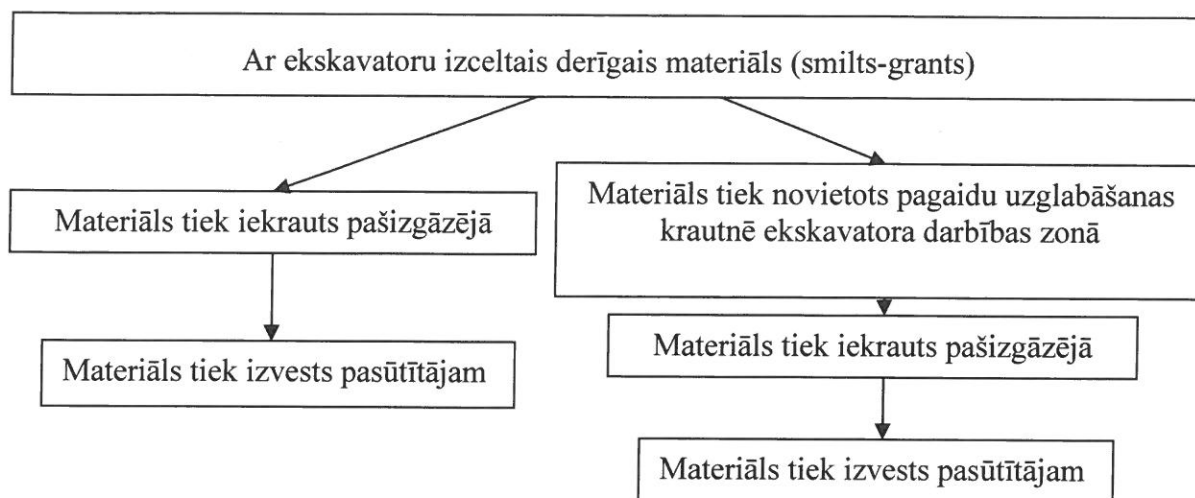 Ar ekskavatoru izceltais derīgais materiāls (smilts-grants)
Materiāls tiek iekrauts pašizgāzējā
Materiāls tiek izvests pasūtītājam
Materiāls tiek novietots pagaidu uzglabāšanas
krautnē ekskavatora darbības zonā
Materiāls tiek iekrauts pašizgāzējā
Materiāls tiek izvests pasūtītājam